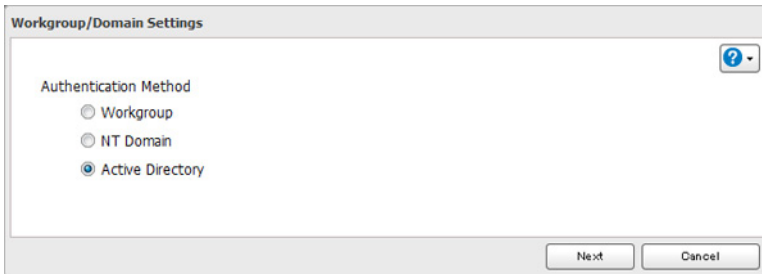 Workgroup/Domain Settings
?
Authentication Method
Workgroup
NT Domain
Active Directory
Next Cancel